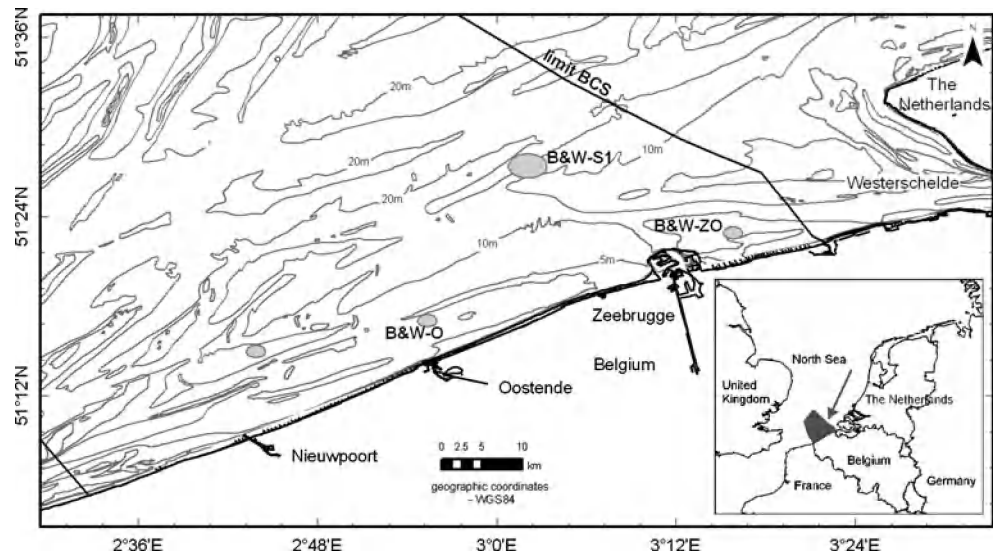 51°36'N
51°24'N
51°12'N
limit BCS
N
The
Netherlands
20m
10m
20m
B&W-S1
Westerschelde
20m
B&W-ZO
10m
5m
Zeebrugge
B&W-O
Belgium
Oostende
Nieuwpoort
0 2.5 5 10
km
geographic coordinates
- WGS84
North Sea
United
Kingdom
The Netherlands
Belgium
France
Germany
2°36'E
2°48'E
3°0'E
3°12'E
3°24'E